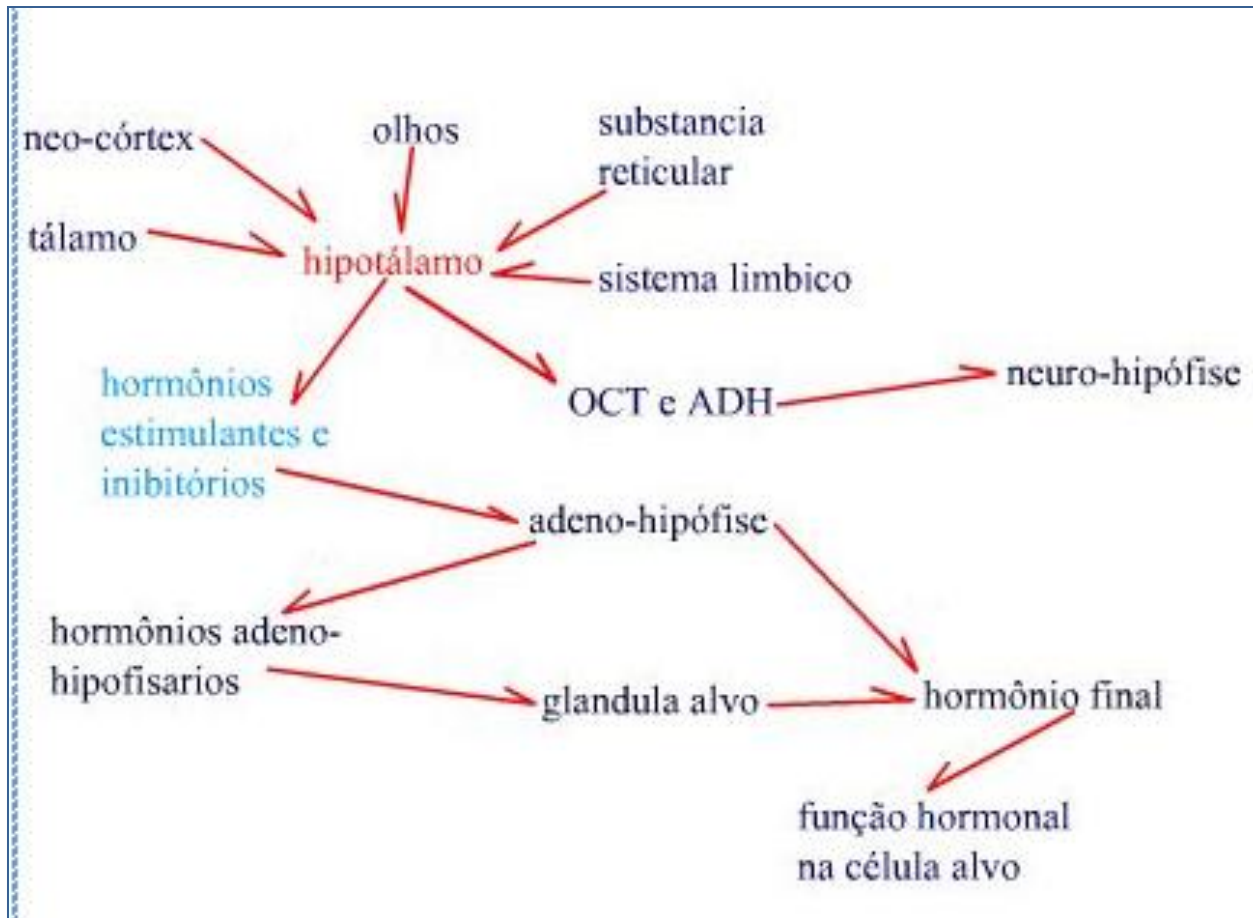 neo-córtex
olhos
substancia
reticular
tálamo
hipotálamo
sistema limbico
hormônios
estimulantes e
inibitórios
OCT e ADH
neuro-hipófise
adeno-hipófise
hormônios adeno-
hipofisarios
glandula alvo
hormônio final
função hormonal
na célula alvo